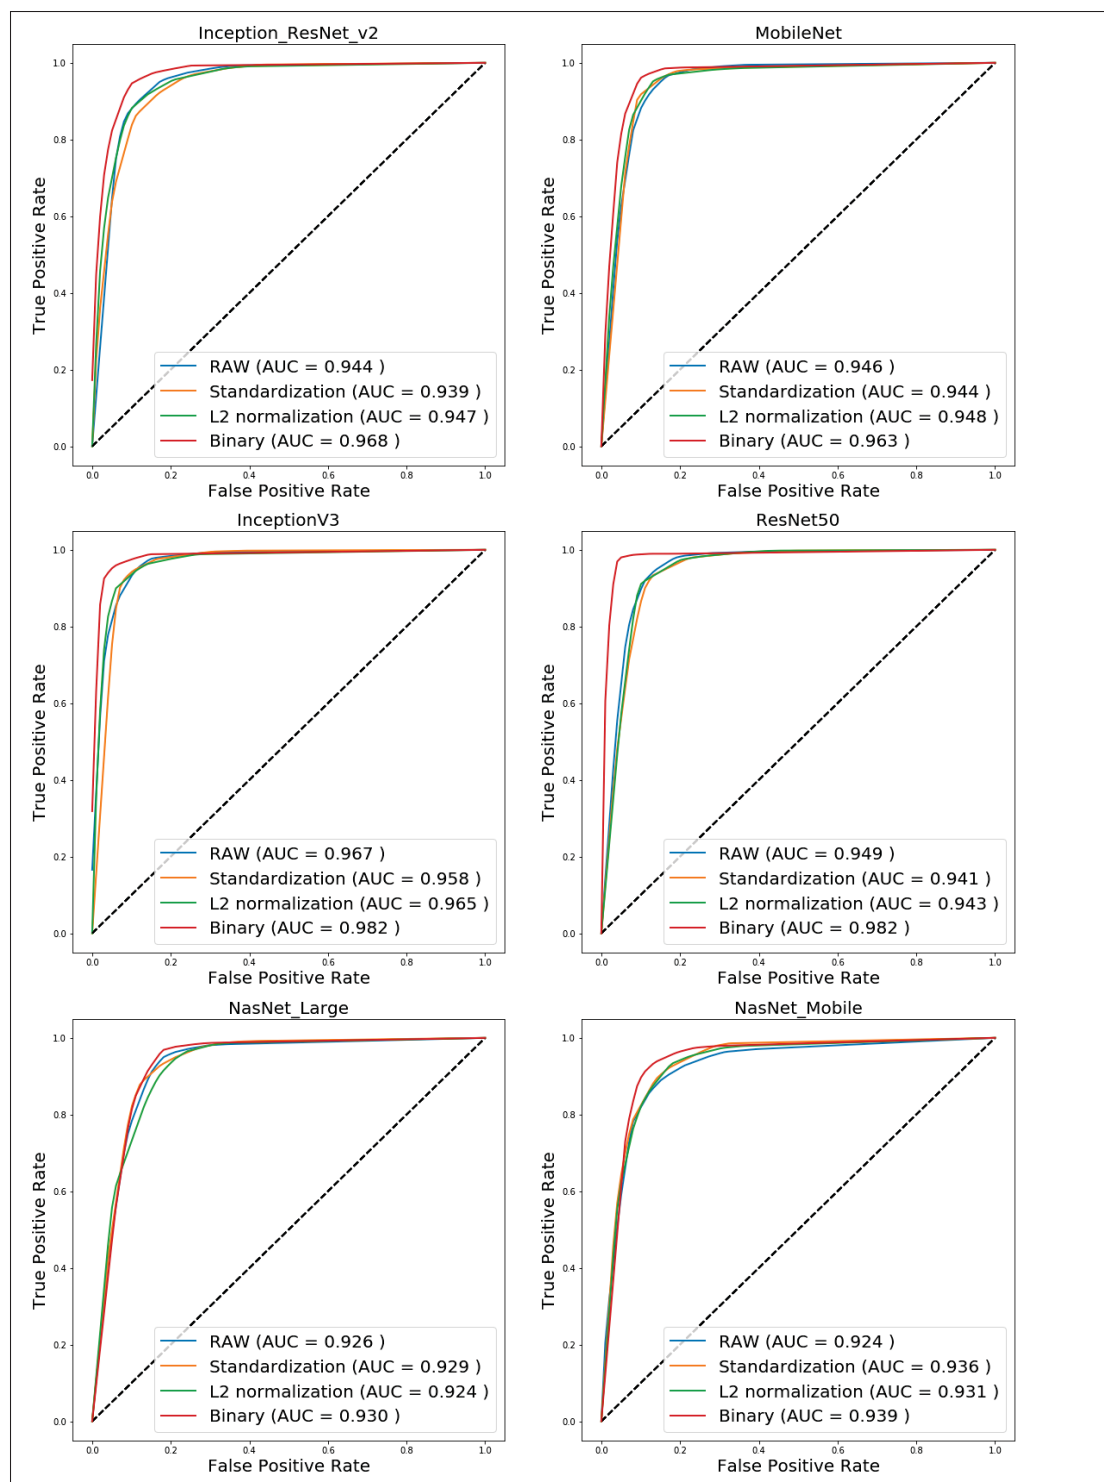 Inception_ResNet_v2
True Positive Rate
1.0
0.8
0.6
0.4
0.2
0.0
RAW (AUC = 0.944 )
Standardization (AUC = 0.939 )
L2 normalization (AUC = 0.947 )
Binary (AUC = 0.968 )
0.0 0.2 0.4 0.6 0.8 1.0
False Positive Rate
MobileNet
True Positive Rate
1.0
0.8
0.6
0.4
0.2
0.0
RAW (AUC = 0.946 )
Standardization (AUC = 0.944 )
L2 normalization (AUC = 0.948 )
Binary (AUC = 0.963 )
0.0 0.2 0.4 0.6 0.8 1.0
False Positive Rate
InceptionV3
True Positive Rate
1.0
0.8
0.6
0.4
0.2
0.0
RAW (AUC = 0.967 )
Standardization (AUC = 0.958 )
L2 normalization (AUC = 0.965 )
Binary (AUC = 0.982 )
0.0 0.2 0.4 0.6 0.8 1.0
False Positive Rate
ResNet50
True Positive Rate
1.0
0.8
0.6
0.4
0.2
0.0
RAW (AUC = 0.949 )
Standardization (AUC = 0.941 )
L2 normalization (AUC = 0.943 )
Binary (AUC = 0.982 )
0.0 0.2 0.4 0.6 0.8 1.0
False Positive Rate
NasNet_Large
True Positive Rate
1.0
0.8
0.6
0.4
0.2
0.0
RAW (AUC = 0.926 )
Standardization (AUC = 0.929 )
L2 normalization (AUC = 0.924 )
Binary (AUC = 0.930 )
0.0 0.2 0.4 0.6 0.8 1.0
False Positive Rate
NasNet_Mobile
True Positive Rate
1.0
0.8
0.6
0.4
0.2
0.0
RAW (AUC = 0.924 )
Standardization (AUC = 0.936 )
L2 normalization (AUC = 0.931 )
Binary (AUC = 0.939 )
0.0 0.2 0.4 0.6 0.8 1.0
False Positive Rate